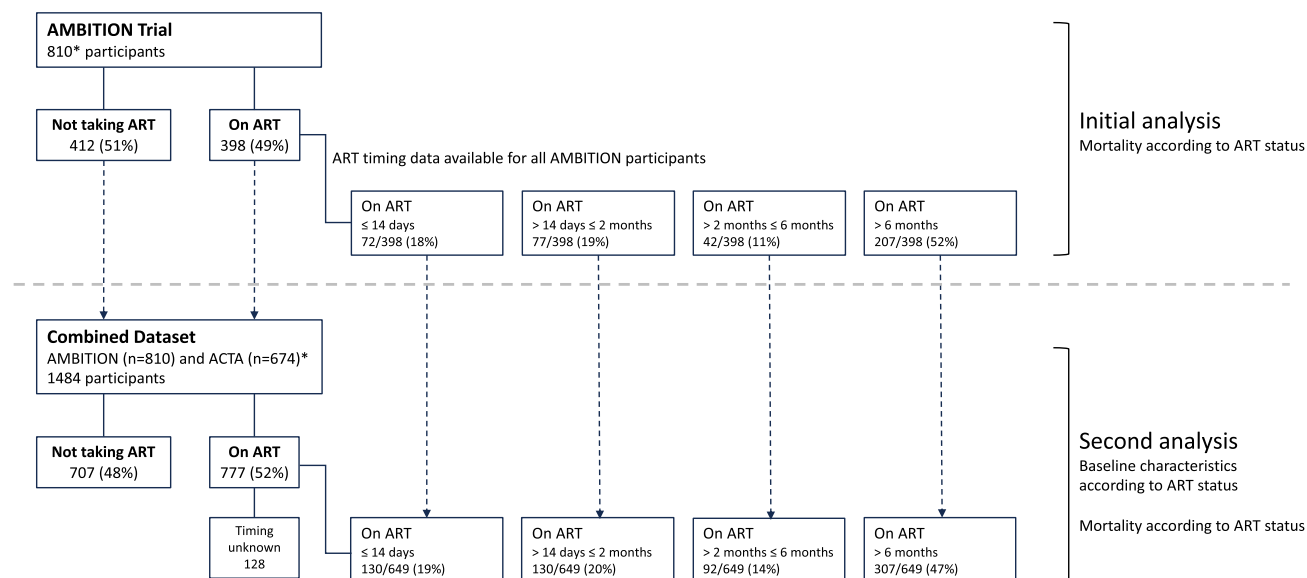 AMBITION Trial
810* participants
Not taking ART
412 (51%)
On ART
398 (49%)
ART timing data available for all AMBITION participants
On ART
≤ 14 days
72/398 (18%)
On ART
> 14 days ≤ 2 months
77/398 (19%)
On ART
> 2 months ≤ 6 months
42/398 (11%)
On ART
> 6 months
207/398 (52%)
Initial analysis
Mortality according to ART status
Combined Dataset
AMBITION (n=810) and ACTA (n=674)*
1484 participants
Not taking ART
707 (48%)
On ART
777 (52%)
Timing
unknown
128
On ART
≤ 14 days
130/649 (19%)
On ART
> 14 days ≤ 2 months
130/649 (20%)
On ART
> 2 months ≤ 6 months
92/649 (14%)
On ART
> 6 months
307/649 (47%)
Second analysis
Baseline characteristics
according to ART status
Mortality according to ART status